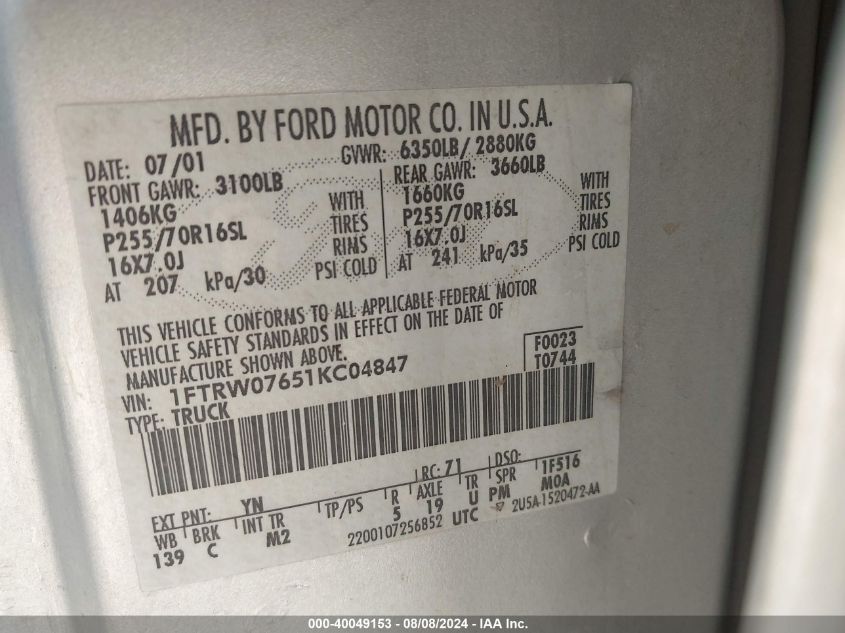 MFD. BY FORD MOTOR CO. IN U.S.A.
DATE: 07/01 GVWR: 6350LB/ 2880KG
FRONT GAWR: 3100LB REAR GAWR: 3660LB
1406KG WITH 1660KG WITH
P255/70R16SL TIRES P255/70R16SL TIRES
16X7.0J RIMS 16X7.0J RIMS
AT 207 kPa/30 PSI COLD AT 241 kPa/35 PSI COLD
THIS VEHICLE CONFORMS TO ALL APPLICABLE FEDERAL MOTOR
VEHICLE SAFETY STANDARDS IN EFFECT ON THE DATE OF
MANUFACTURE SHOWN ABOVE. F0023
VIN: 1FTRW07651KC04847 T0744
TYPE: TRUCK
EXT PNT: YN RC: 71 DSO: 1F516
WB BRK INT TR TP/PS R AXLE TR SPR
139 C M2 5 19 U PM M0A
2200107256852 UTC 2U5A-1520472-AA
000-40049153 - 08/08/2024 - IAA Inc.